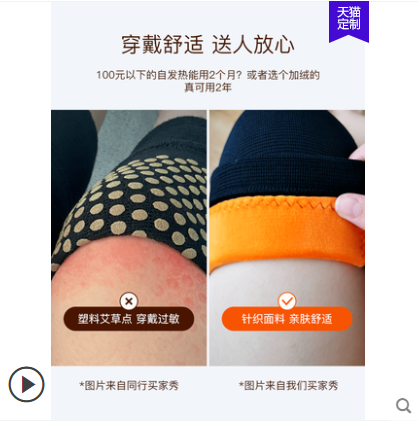 天猫
定制
穿戴舒适 送人放心
100元以下的自发热能用2个月？或者选个加绒的
真可用2年
塑料艾草点 穿戴过敏
针织面料 亲肤舒适
*图片来自同行买家秀
*图片来自我们买家秀